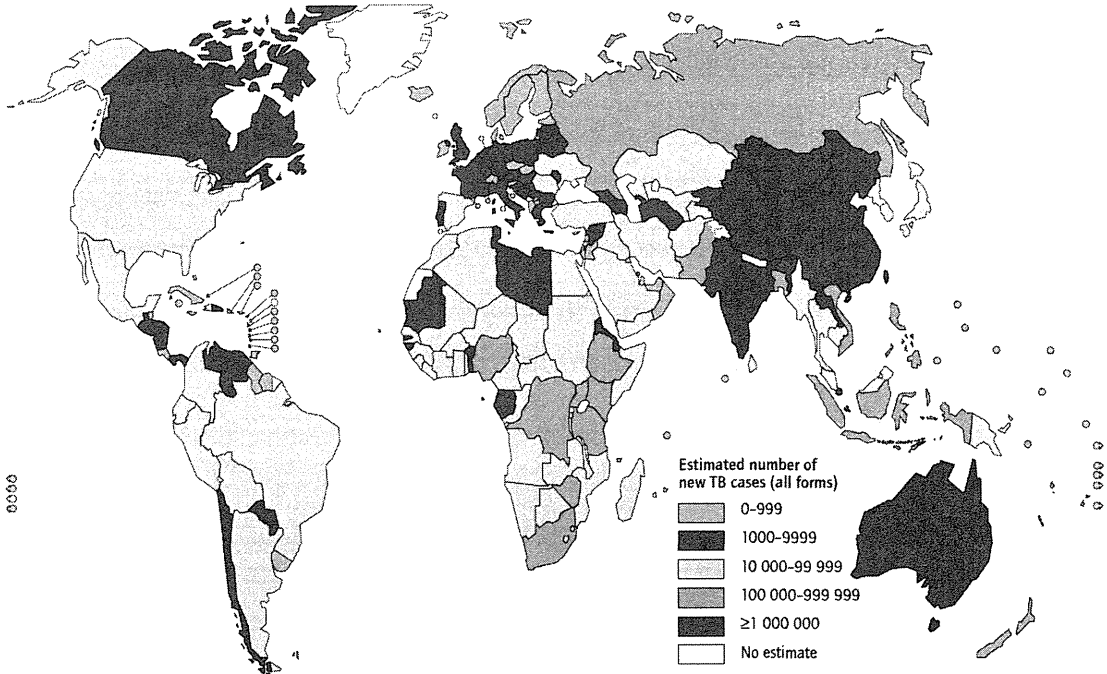 Estimated number of
new TB cases (all forms)
0–999
1000–9999
10 000–99 999
100 000–999 999
≥1 000 000
No estimate